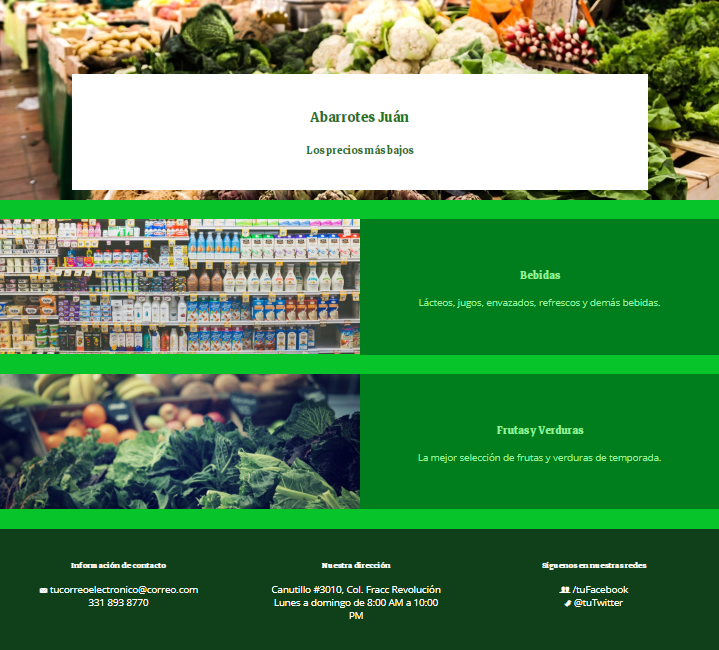 Abarrotes Juán
Los precios más bajos
Bebidas
Lácteos, jugos, envazados, refrescos y demás bebidas.
Frutas y Verduras
La mejor selección de frutas y verduras de temporada.
Información de contacto
tucorreoelectronico@correo.com
331 893 8770
Nuestra dirección
Canutillo #3010, Col. Fracc Revolución
Lunes a domingo de 8:00 AM a 10:00
PM
Síguenos en nuestras redes
/tuFacebook
@tuTwitter